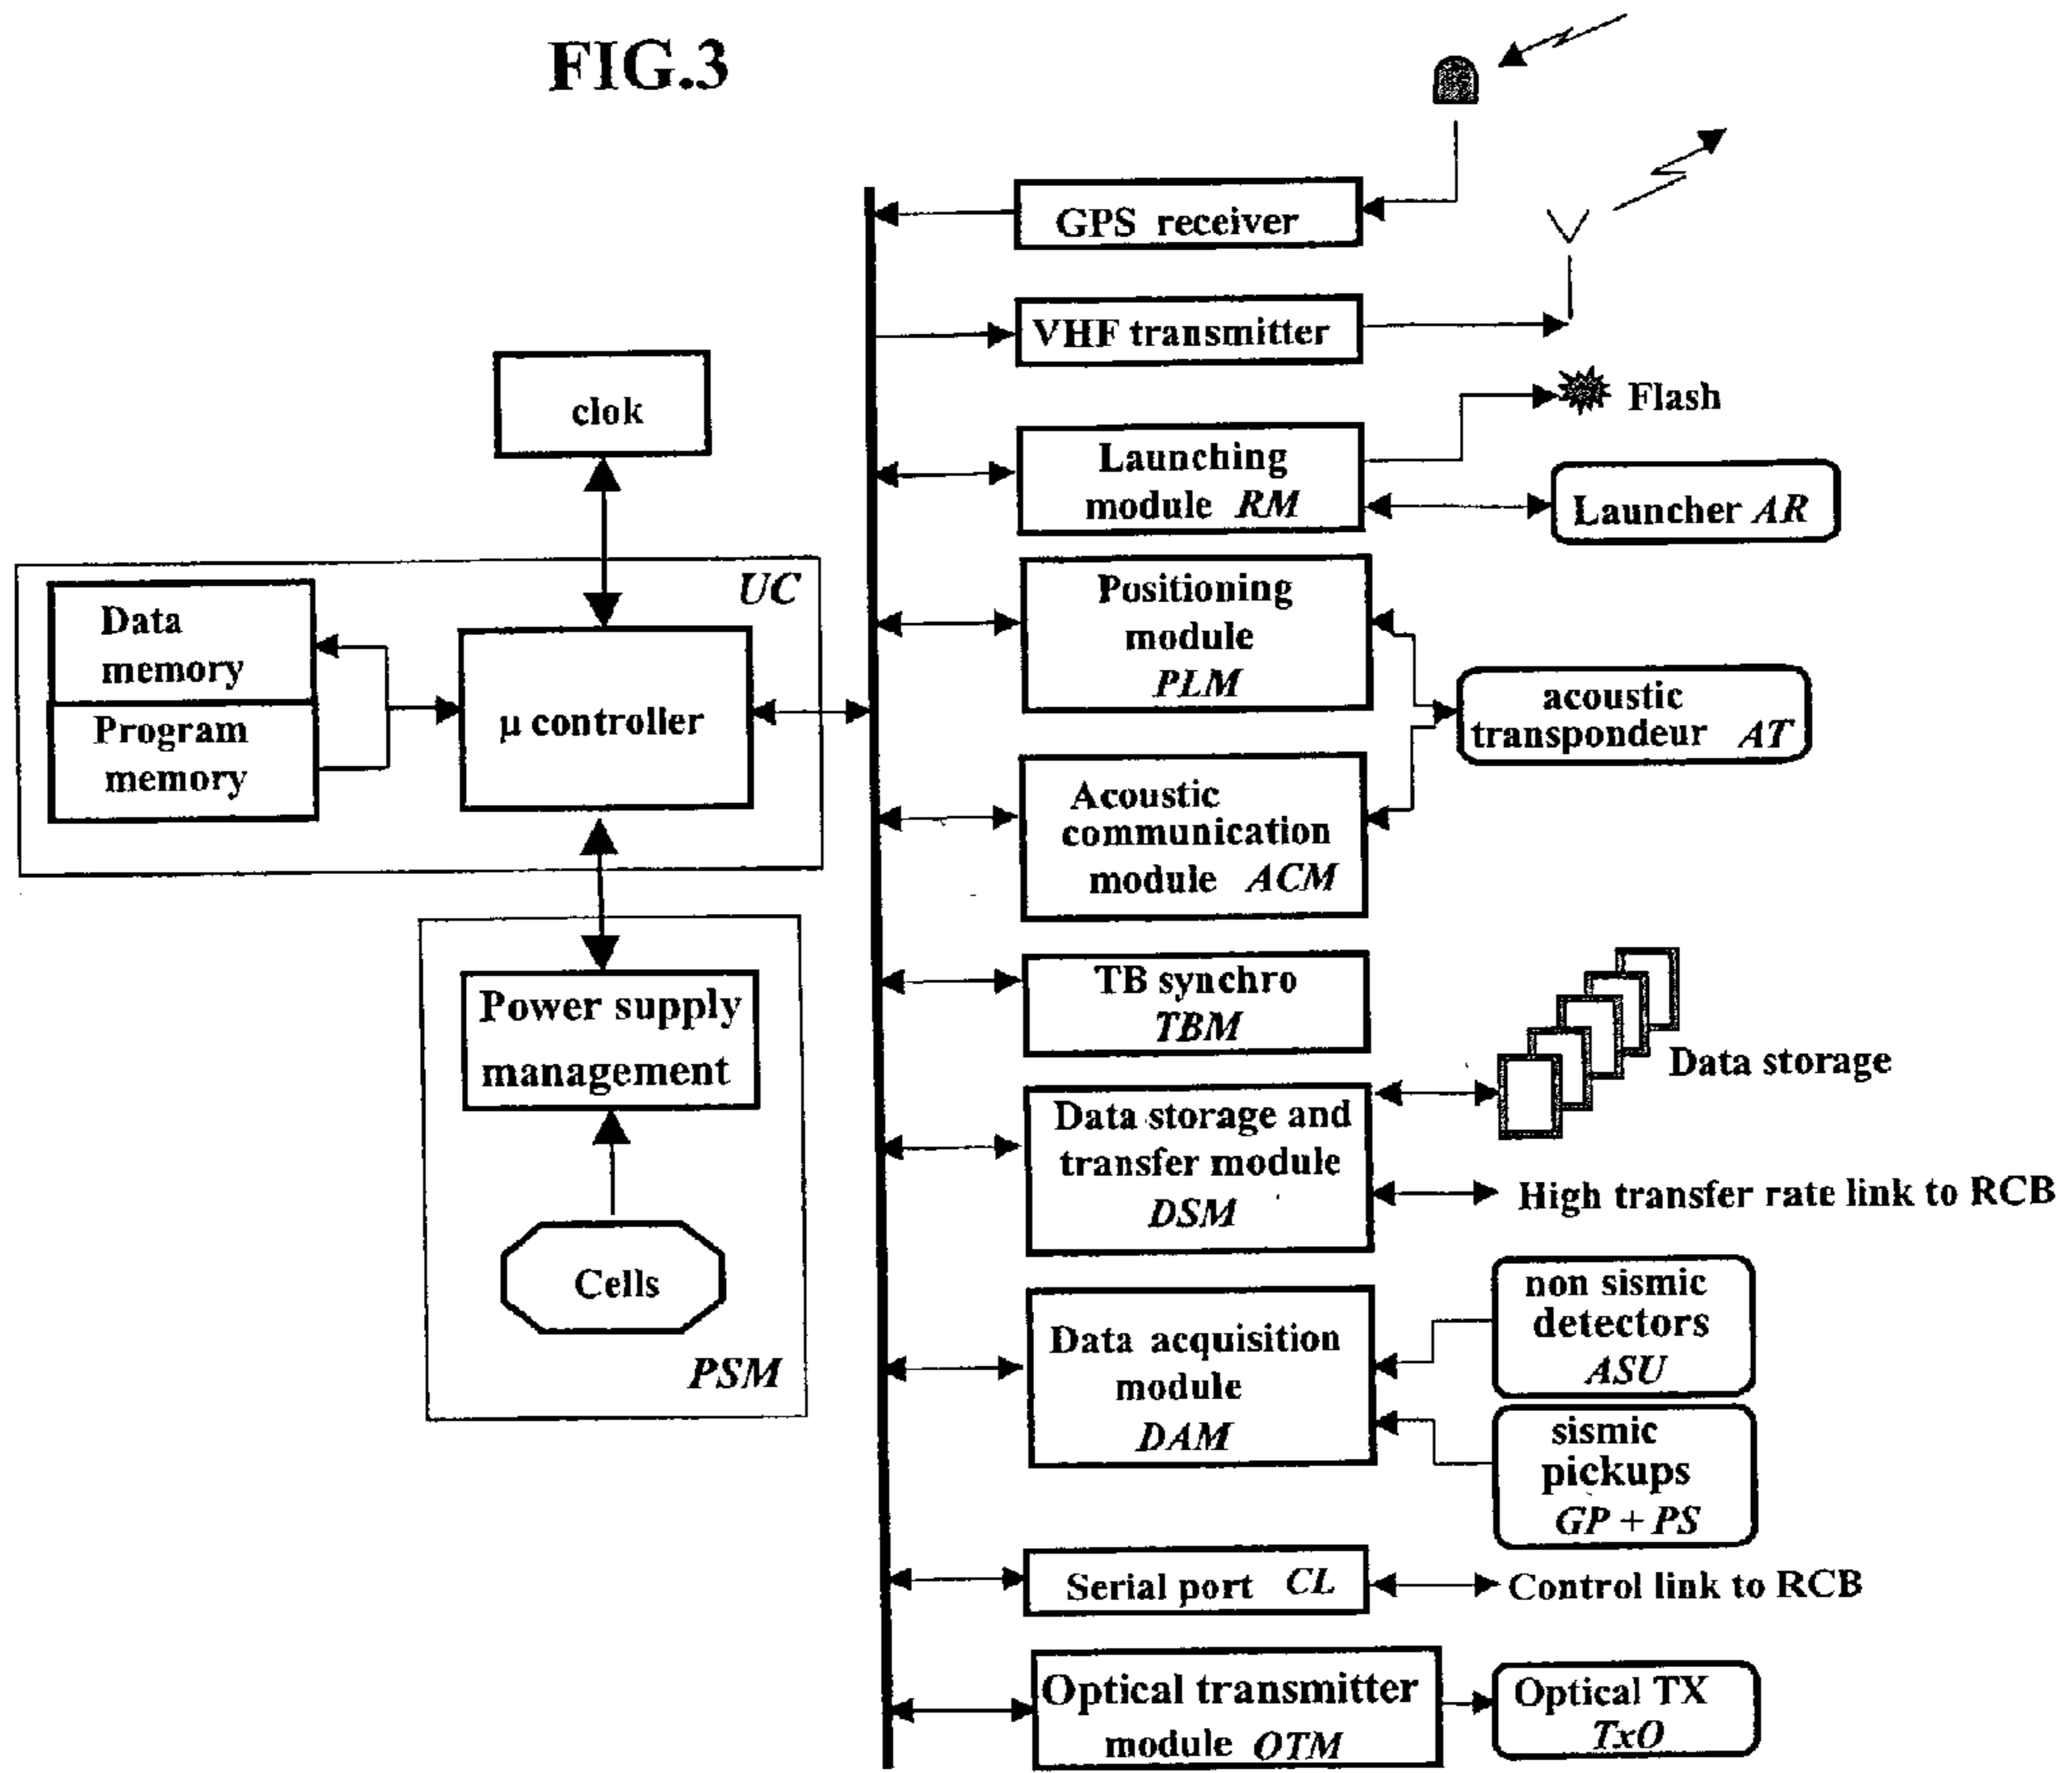 FIG.3
GPS receiver
VHF transmitter
Flash
Launching
module RM
Launcher AR
clok
UC
Data
memory
Program
memory
μ controller
Positioning
module
PLM
acoustic
transpondeur AT
Acoustic
communication
module ACM
Power supply
management
Cells
PSM
TB synchro
TBM
Data storage
Data storage and
transfer module
DSM
High transfer rate link to RCB
non sismic
detectors
ASU
Data acquisition
module
DAM
sismic
pickups
GP + PS
Serial port CL
Control link to RCB
Optical transmitter
module OTM
Optical TX
TxO